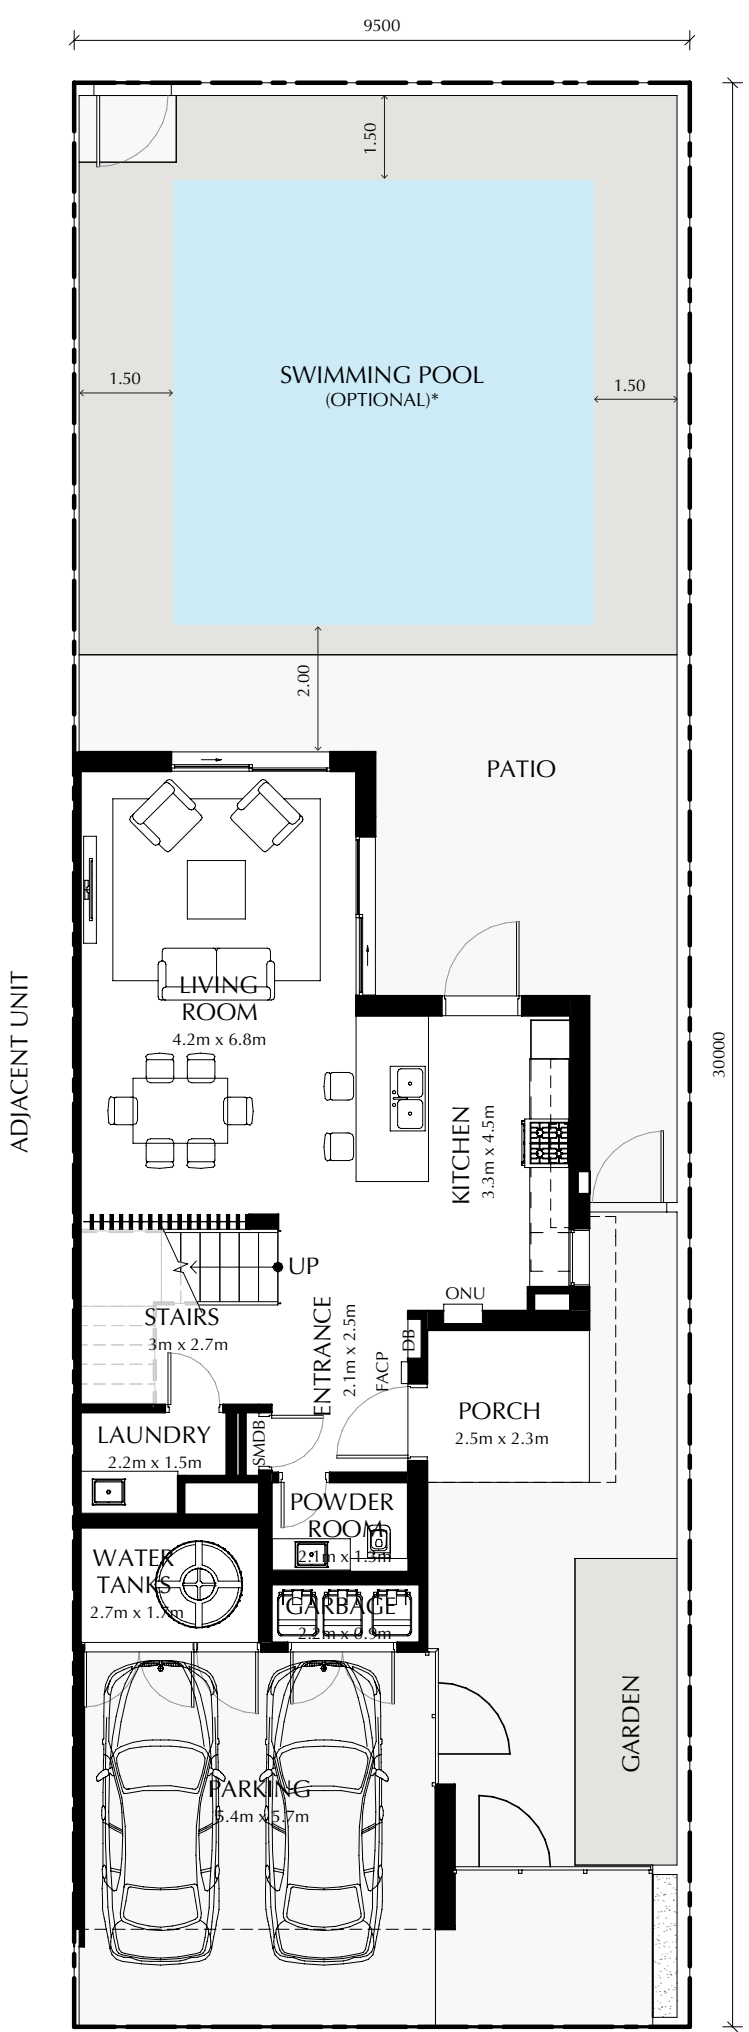 9500
1.50
SWIMMING POOL
(OPTIONAL)*
1.50
1.50
2.00
PATIO
ADJACENT UNIT
30000
LIVING
ROOM
4.2m x 6.8m
KITCHEN
3.3m x 4.5m
UP
ONU
STAIRS
3m x 2.7m
ENTRANCE
2.1m x 2.5m
FACP
DB
PORCH
2.5m x 2.3m
LAUNDRY
2.2m x 1.5m
SMDB
POWDER
ROOM
2.1m x 1.3m
WATER
TANKS
2.7m x 1.7m
GARBAGE
2.2m x 0.9m
GARDEN
PARKING
5.4m x 5.7m